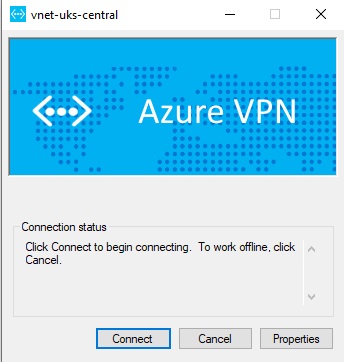 vnet-uks-central
Azure VPN
Connection status
Click Connect to begin connecting.  To work offline, click
Cancel.
Connect
Cancel
Properties